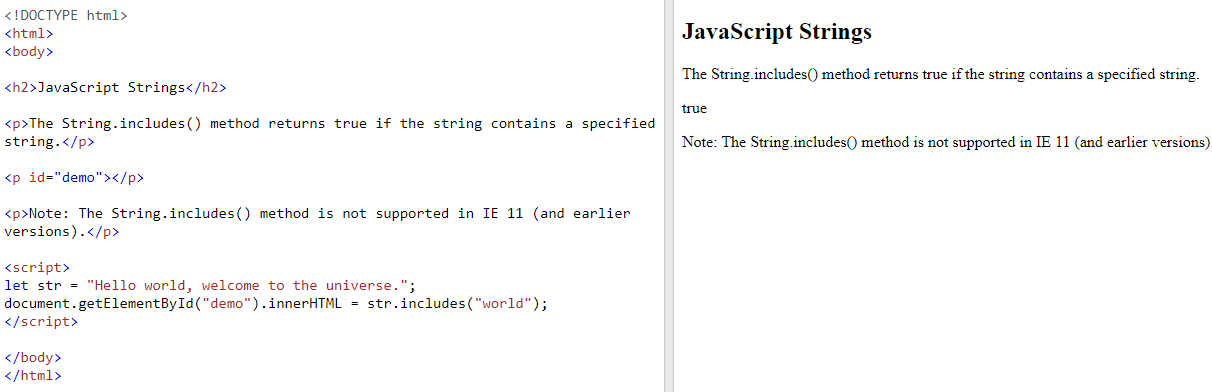 <!DOCTYPE html>
<html>
<body>
<h2>JavaScript Strings</h2>
<p>The String.includes() method returns true if the string contains a specified
string.</p>
<p id="demo"></p>
<p>Note: The String.includes() method is not supported in IE 11 (and earlier
versions).</p>
<script>
let str = "Hello world, welcome to the universe.";
document.getElementById("demo").innerHTML = str.includes("world");
</script>
</body>
</html>
JavaScript Strings
The String.includes() method returns true if the string contains a specified string.
true
Note: The String.includes() method is not supported in IE 11 (and earlier versions)